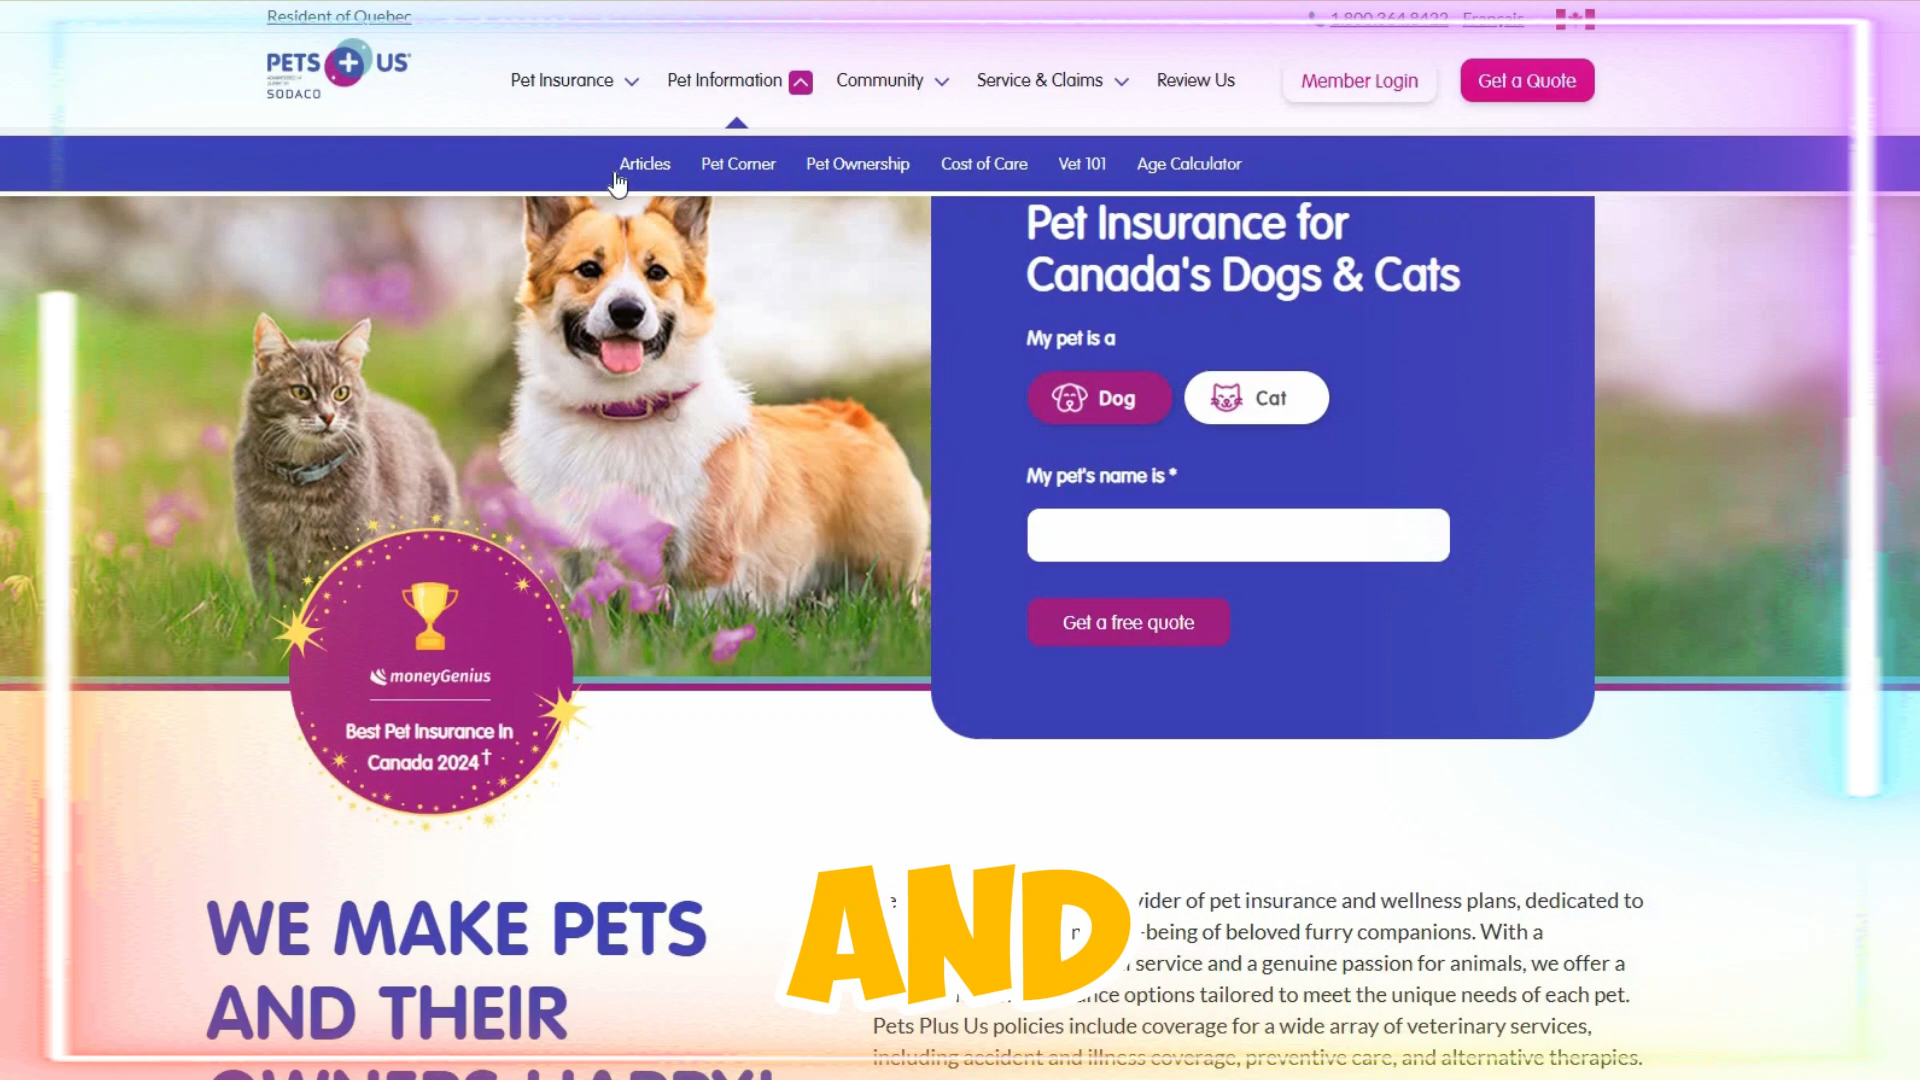 Resident of Quebec
1.800.364.8422 Français
PETS + US
SODACO
Pet Insurance
Pet Information
Community
Service & Claims
Review Us
Member Login
Get a Quote
Articles
Pet Corner
Pet Ownership
Cost of Care
Vet 101
Age Calculator
Pet Insurance for
Canada's Dogs & Cats
My pet is a
Dog
Cat
My pet's name is *
Get a free quote
moneyGenius
Best Pet Insurance In
Canada 2024†
WE MAKE PETS
AND THEIR
OWNERS HAPPY!
AND
of pet insurance and wellness plans, dedicated to
-being of beloved furry companions. With a
service and a genuine passion for animals, we offer a
options tailored to meet the unique needs of each pet.
Pets Plus Us policies include coverage for a wide array of veterinary services,
including accident and illness coverage, preventive care, and alternative therapies.